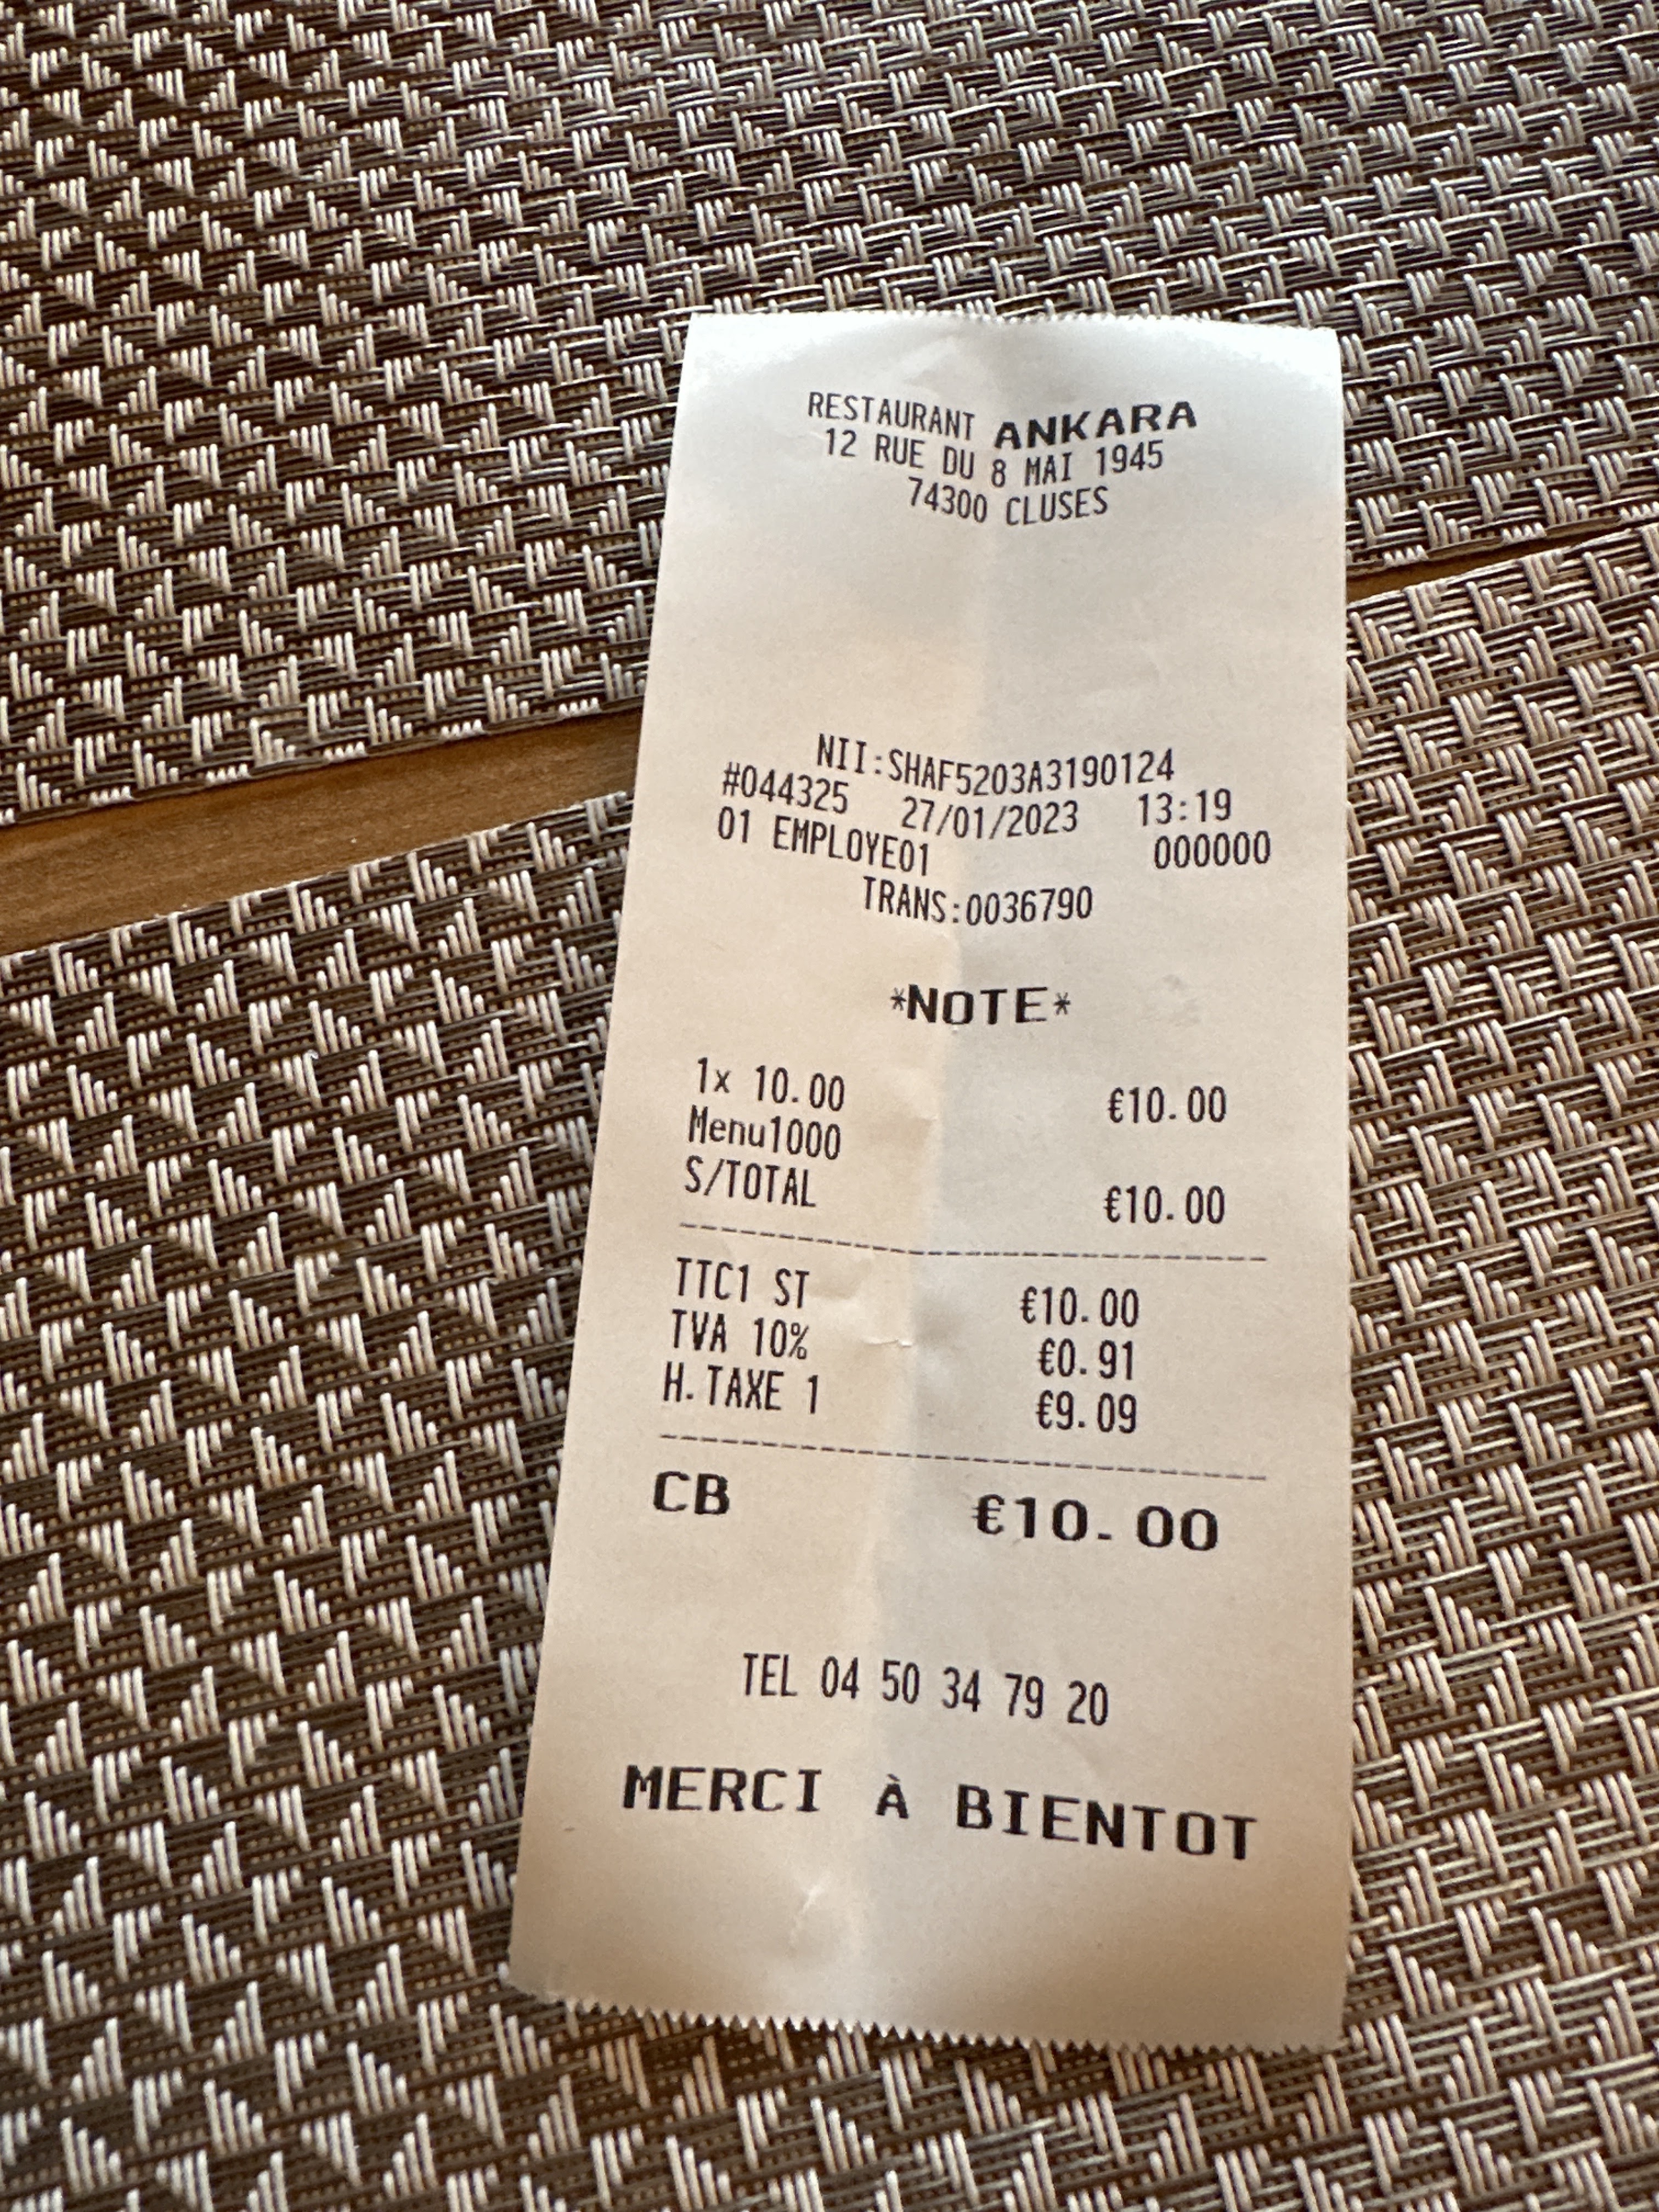 RESTAURANT ANKARA
12 RUE DU 8 MAI 1945
74300 CLUSES
NII:SHAF5203A3190124
#044325 27/01/2023 13:19
01 EMPLOYE01 000000
TRANS:0036790
*NOTE*
1x 10.00 €10.00
Menu1000
S/TOTAL €10.00
TTC1 ST €10.00
TVA 10% €0.91
H.TAXE 1 €9.09
CB €10.00
TEL 04 50 34 79 20
MERCI À BIENTOT